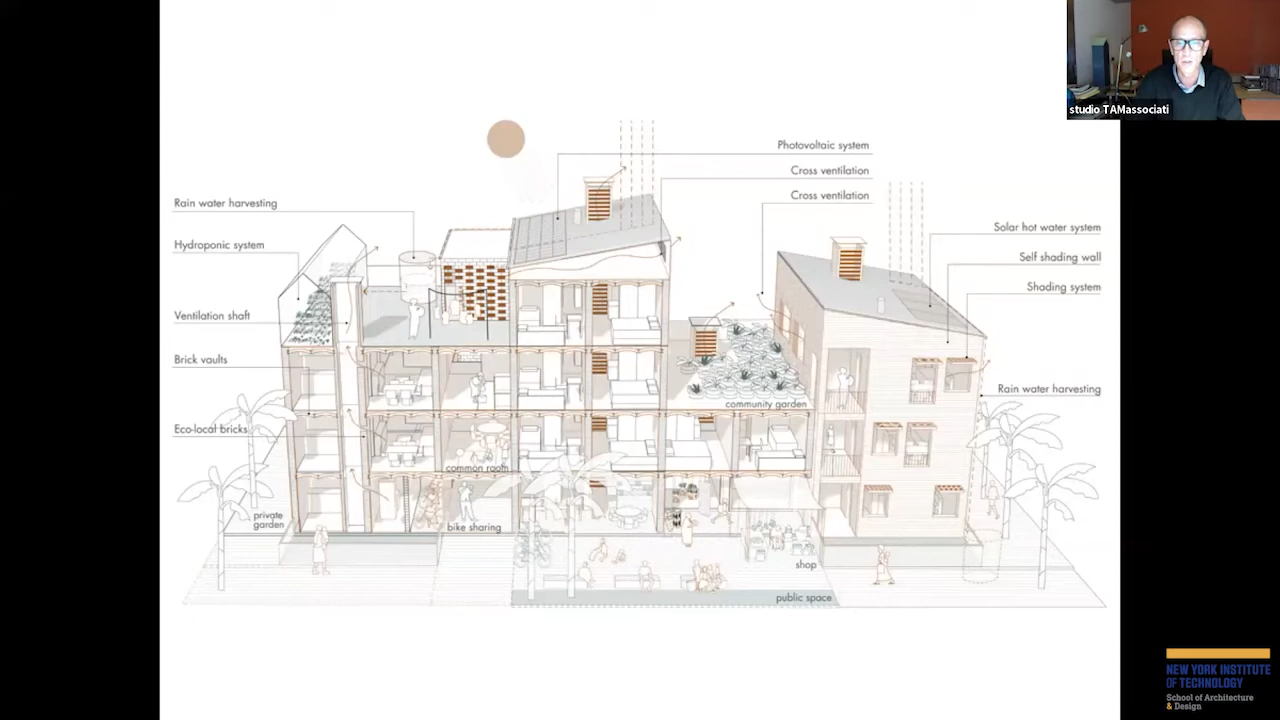 studio TAMassociati
Photovoltaic system
Cross ventilation
Cross ventilation
Rain water harvesting
Hydroponic system
Ventilation shaft
Brick vaults
Eco-local bricks
Solar hot water system
Self shading wall
Shading system
Rain water harvesting
community garden
common room
private
garden
bike sharing
shop
public space
NEW YORK INSTITUTE
OF TECHNOLOGY
School of Architecture
& Design